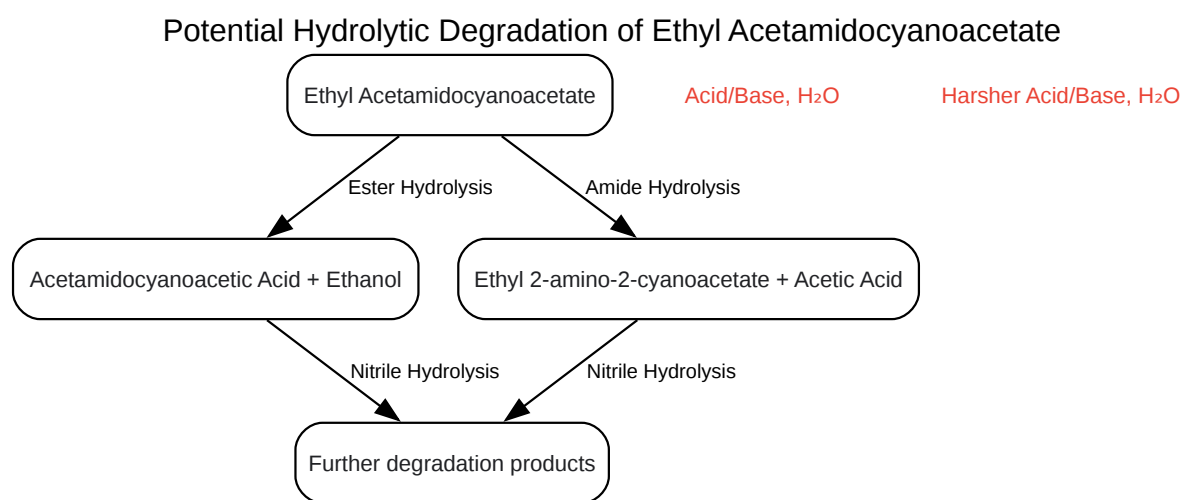 Potential Hydrolytic Degradation of Ethyl Acetamidocyanoacetate
Ethyl Acetamidocyanoacetate
Acid/Base, H₂O
Harsher Acid/Base, H₂O
Ester Hydrolysis
Amide Hydrolysis
Acetamidocyanoacetic Acid + Ethanol
Ethyl 2-amino-2-cyanoacetate + Acetic Acid
Nitrile Hydrolysis
Nitrile Hydrolysis
Further degradation products